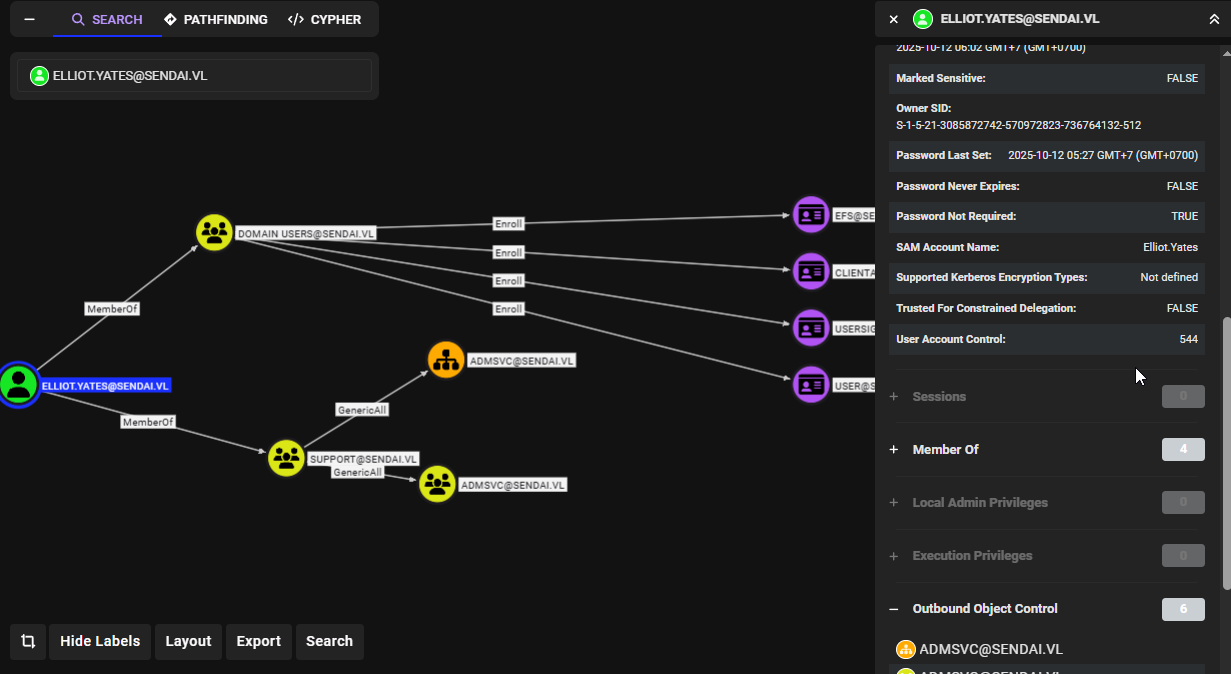 SEARCH
PATHFINDING
</> CYPHER
ELLIOT.YATES@SENDAI.VL
DOMAIN USERS@SENDAI.VL
Enroll
Enroll
Enroll
Enroll
EFS@SE
CLIENTA
USERSIG
USER@S
MemberOf
ELLIOT.YATES@SENDAI.VL
MemberOf
ADMSVC@SENDAI.VL
GenericAll
SUPPORT@SENDAI.VL
GenericAll
ADMSVC@SENDAI.VL
Hide Labels
Layout
Export
Search
ELLIOT.YATES@SENDAI.VL
2025-10-12 06:02 GMT+7 (GMT+0700)
Marked Sensitive: FALSE
Owner SID:
S-1-5-21-3085872742-570972823-736764132-512
Password Last Set: 2025-10-12 05:27 GMT+7 (GMT+0700)
Password Never Expires: FALSE
Password Not Required: TRUE
SAM Account Name: Elliot.Yates
Supported Kerberos Encryption Types: Not defined
Trusted For Constrained Delegation: FALSE
User Account Control: 544
+ Sessions 0
+ Member Of 4
+ Local Admin Privileges 0
+ Execution Privileges 0
− Outbound Object Control 6
ADMSVC@SENDAI.VL
ADMSVC@SENDAI.VL